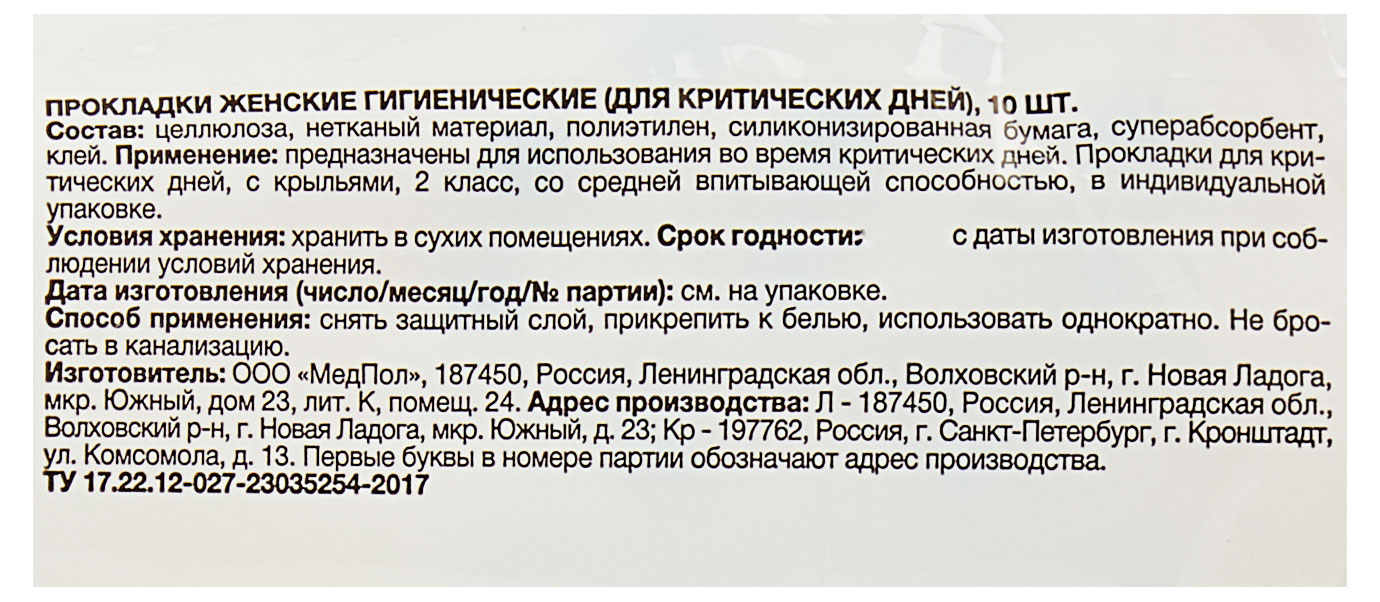 ПРОКЛАДКИ ЖЕНСКИЕ ГИГИЕНИЧЕСКИЕ (ДЛЯ КРИТИЧЕСКИХ ДНЕЙ), 10 ШТ.
Состав: целлюлоза, нетканый материал, полиэтилен, силиконизированная бумага, суперабсорбент,
клей. Применение: предназначены для использования во время критических дней. Прокладки для кри-
тических дней, с крыльями, 2 класс, со средней впитывающей способностью, в индивидуальной
упаковке.
Условия хранения: хранить в сухих помещениях. Срок годности: с даты изготовления при соб-
людении условий хранения.
Дата изготовления (число/месяц/год/№ партии): см. на упаковке.
Способ применения: снять защитный слой, прикрепить к белью, использовать однократно. Не бро-
сать в канализацию.
Изготовитель: ООО «МедПол», 187450, Россия, Ленинградская обл., Волховский р-н, г. Новая Ладога,
мкр. Южный, дом 23, лит. К, помещ. 24. Адрес производства: Л - 187450, Россия, Ленинградская обл.,
Волховский р-н, г. Новая Ладога, мкр. Южный, д. 23; Кр - 197762, Россия, г. Санкт-Петербург, г. Кронштадт,
ул. Комсомола, д. 13. Первые буквы в номере партии обозначают адрес производства.
ТУ 17.22.12-027-23035254-2017